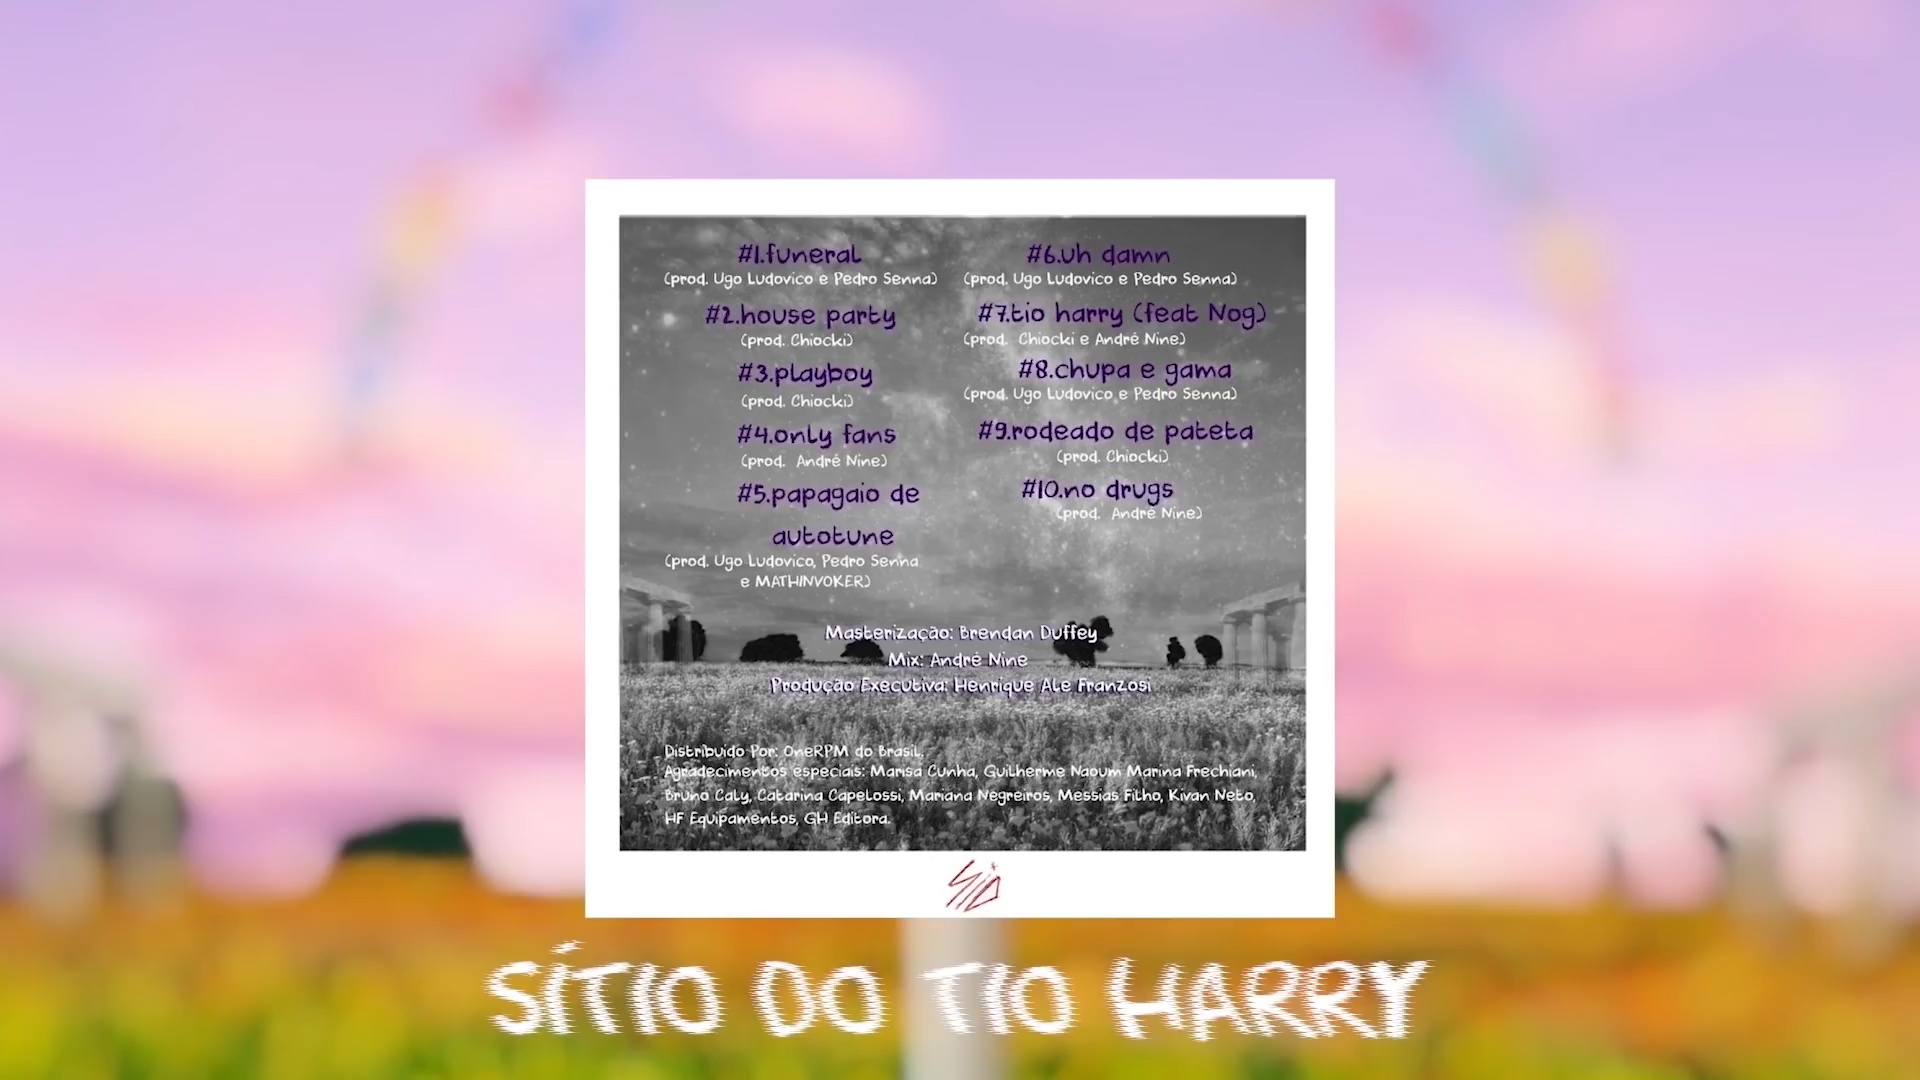 #1.funeral
(prod. Ugo Ludovico e Pedro Senna)
#2.house party
(prod. Chiocki)
#3.playboy
(prod. Chiocki)
#4.only fans
(prod. André Nine)
#5.papagaio de
autotune
(prod. Ugo Ludovico, Pedro Senna
e MATHINVOKER)
#6.uh damn
(prod. Ugo Ludovico e Pedro Senna)
#7.tio harry (feat Nog)
(prod. Chiocki e André Nine)
#8.chupa e gama
(prod. Ugo Ludovico e Pedro Senna)
#9.rodeado de pateta
(prod. Chiocki)
#10.no drugs
(prod. André Nine)
Masterização: Brendan Duffey
Mix: André Nine
Produção Executiva: Henrique Ale Franzosi
Distribuido Por: OneRPM do Brasil.
Agradecimentos especiais: Marisa Cunha, Guilherme Naoum Marina Frechiani,
Bruno Caly, Catarina Capelossi, Mariana Negreiros, Messias Filho, Kivan Neto,
HF Equipamentos, GH Editora.
SID
SÍTIO DO TIO HARRY